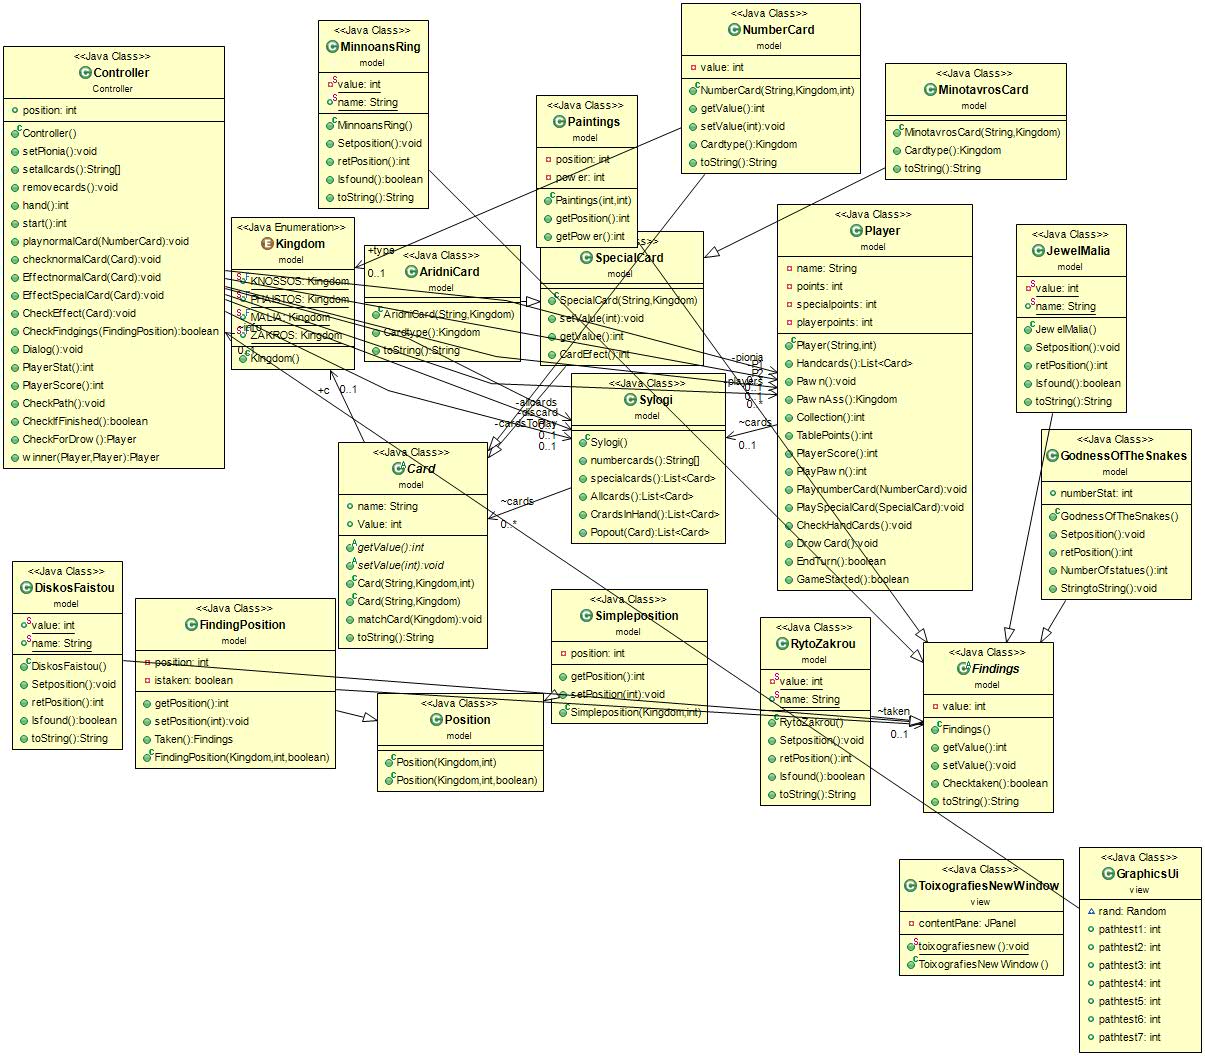 <<Java Class>>
Controller
Controller
position: int
Controller()
setPionia():void
setallcards():String[]
removecards():void
hand():int
start():int
playnormalCard(NumberCard):void
checknormalCard(Card):void
EffectnormalCard(Card):void
EffectSpecialCard(Card):void
CheckEffect(Card):void
CheckFindgings(FindingPosition):boolean
Dialog():void
PlayerStat():int
PlayerScore():int
CheckPath():void
CheckifFinished():boolean
CheckForDrow():Player
winner(Player,Player):Player
<<Java Class>>
MinnoansRing
model
value: int
name: String
MinnoansRing()
Setposition():void
retPosition():int
Isfound():boolean
toString():String
<<Java Class>>
Paintings
model
position: int
power: int
Paintings(int,int)
getPosition():int
getPower():int
<<Java Class>>
NumberCard
model
value: int
NumberCard(String,Kingdom,int)
getValue():int
setValue(int):void
Cardtype():Kingdom
toString():String
<<Java Class>>
MinotavrosCard
model
MinotavrosCard(String,Kingdom)
Cardtype():Kingdom
toString():String
<<Java Enumeration>>
Kingdom
model
KNOSSOS: Kingdom
PHAISTOS: Kingdom
MALIA: Kingdom
ZAKROS: Kingdom
Kingdom()
+type
0..1
<<Java Class>>
AridniCard
model
AridniCard(String,Kingdom)
Cardtype():Kingdom
toString():String
SpecialCard
model
SpecialCard(String,Kingdom)
setValue(int):void
getValue():int
CardEfect():int
<<Java Class>>
Player
model
name: String
points: int
specialpoints: int
playerpoints: int
Player(String,int)
Handcards():List<Card>
Pawn():void
PawnAss():Kingdom
Collection():int
TablePoints():int
PlayerScore():int
PlayPawn():int
PlaynumberCard(NumberCard):void
PlaySpecialCard(SpecialCard):void
CheckHandCards():void
DrowCard():void
EndTurn():boolean
GameStarted():boolean
<<Java Class>>
JewelMalia
model
value: int
name: String
JewelMalia()
Setposition():void
retPosition():int
Isfound():boolean
toString():String
<<Java Class>>
GodnessOfTheSnakes
model
numberStat: int
GodnessOfTheSnakes()
Setposition():void
retPosition():int
NumberOfstatues():int
StringtoString():void
-pionia
-players
0..1
0..*
+c
0..1
-allcards
-discard
-cardsToPlay
0..1
0..1
<<Java Class>>
Sylogi
model
Sylogi()
numbercards():String[]
specialcards():List<Card>
Allcards():List<Card>
CrardsInHand():List<Card>
Popout(Card):List<Card>
~cards
0..1
<<Java Class>>
Card
model
name: String
Value: int
getValue():int
setValue(int):void
Card(String,Kingdom,int)
Card(String,Kingdom)
matchCard(Kingdom):void
toString():String
~cards
0..*
<<Java Class>>
DiskosFaistou
model
value: int
name: String
DiskosFaistou()
Setposition():void
retPosition():int
Isfound():boolean
toString():String
<<Java Class>>
FindingPosition
model
position: int
istaken: boolean
getPosition():int
setPosition(int):void
Taken():Findings
FindingPosition(Kingdom,int,boolean)
<<Java Class>>
Position
model
Position(Kingdom,int)
Position(Kingdom,int,boolean)
<<Java Class>>
Simpleposition
model
position: int
getPosition():int
setPosition(int):void
Simpleposition(Kingdom,int)
<<Java Class>>
RytoZakrou
model
value: int
name: String
RytoZakrou()
Setposition():void
retPosition():int
Isfound():boolean
toString():String
~taken
0..1
<<Java Class>>
Findings
model
value: int
Findings()
getValue():int
setValue():void
Checktaken():boolean
toString():String
<<Java Class>>
ToixografiesNewWindow
view
contentPane: JPanel
toixografiesnew():void
ToixografiesNewWindow()
<<Java Class>>
GraphicsUi
view
rand: Random
pathtest1: int
pathtest2: int
pathtest3: int
pathtest4: int
pathtest5: int
pathtest6: int
pathtest7: int